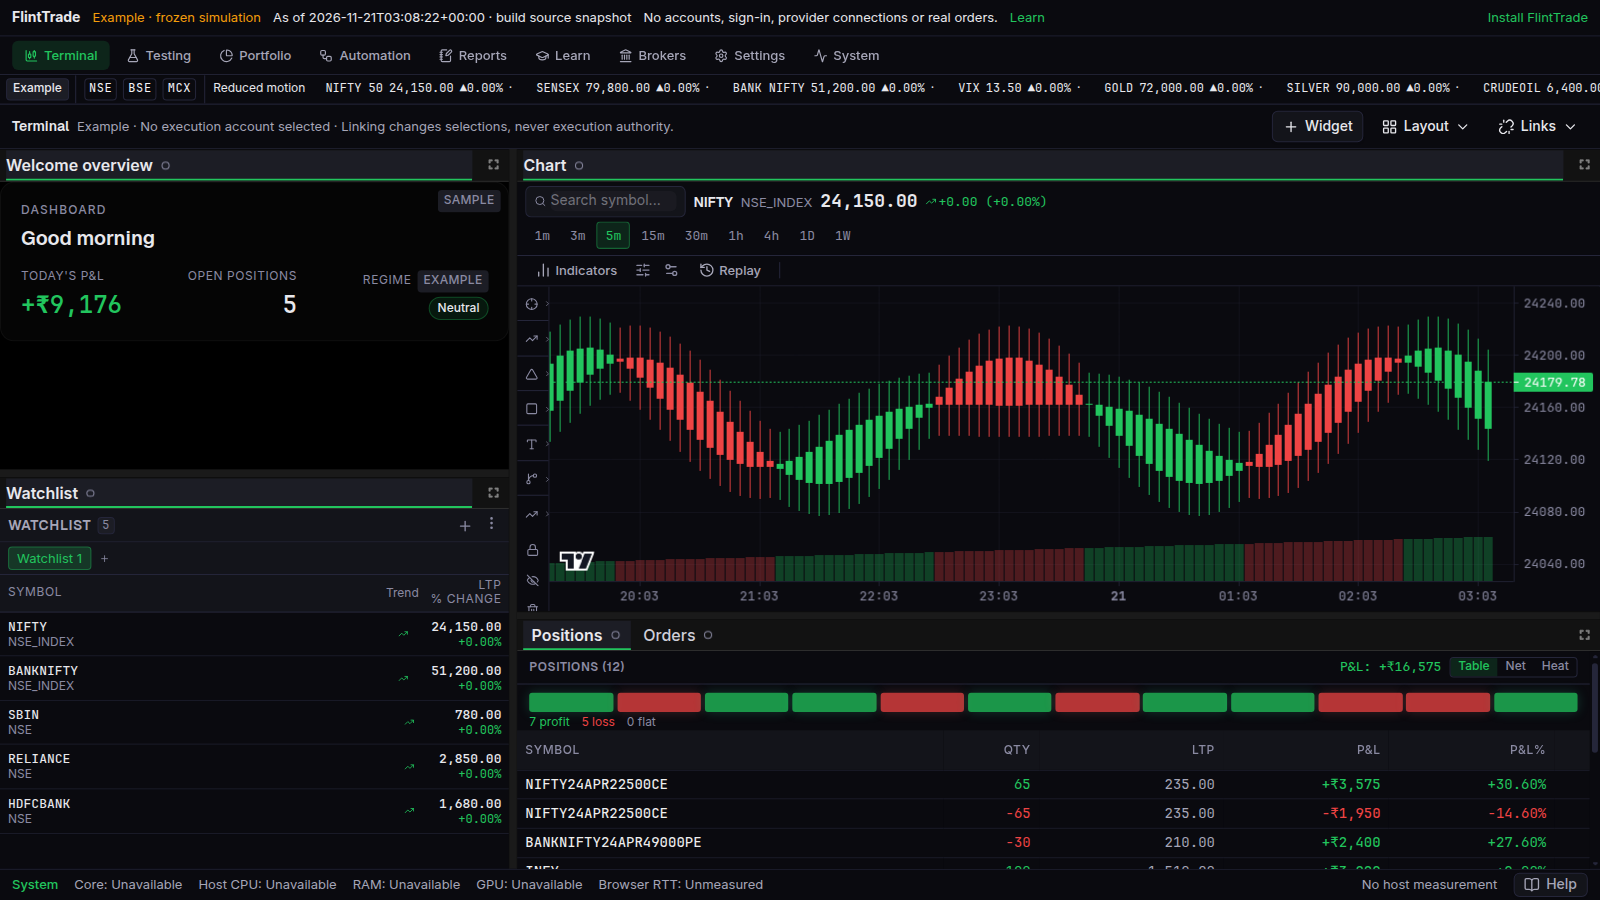 FlintTrade Example · frozen simulation As of 2026-11-21T03:08:22+00:00 · build source snapshot No accounts, sign-in, provider connections or real orders. Learn Install FlintTrade
Terminal Testing Portfolio Automation Reports Learn Brokers Settings System
Example NSE BSE MCX Reduced motion NIFTY 50 24,150.00 ▲0.00% · SENSEX 79,800.00 ▲0.00% · BANK NIFTY 51,200.00 ▲0.00% · VIX 13.50 ▲0.00% · GOLD 72,000.00 ▲0.00% · SILVER 90,000.00 ▲0.00% · CRUDEOIL 6,400.00
Terminal Example · No execution account selected · Linking changes selections, never execution authority. + Widget Layout Links
Welcome overview
SAMPLE
DASHBOARD
Good morning
TODAY'S P&L OPEN POSITIONS REGIME EXAMPLE
+₹9,176 5 Neutral
Watchlist
WATCHLIST 5
Watchlist 1 +
SYMBOL Trend LTP
% CHANGE
NIFTY 24,150.00
NSE_INDEX +0.00%
BANKNIFTY 51,200.00
NSE_INDEX +0.00%
SBIN 780.00
NSE +0.00%
RELIANCE 2,850.00
NSE +0.00%
HDFCBANK 1,680.00
NSE +0.00%
Chart
Search symbol... NIFTY NSE_INDEX 24,150.00 +0.00 (+0.00%)
1m 3m 5m 15m 30m 1h 4h 1D 1W
Indicators Replay
24240.00
24200.00
24179.78
24160.00
24120.00
24080.00
24040.00
20:03 21:03 22:03 23:03 21 01:03 02:03 03:03
Positions Orders
POSITIONS (12) P&L: +₹16,575 Table Net Heat
7 profit 5 loss 0 flat
SYMBOL QTY LTP P&L P&L%
NIFTY24APR22500CE 65 235.00 +₹3,575 +30.60%
NIFTY24APR22500CE -65 235.00 -₹1,950 -14.60%
BANKNIFTY24APR49000PE -30 210.00 +₹2,400 +27.60%
System Core: Unavailable Host CPU: Unavailable RAM: Unavailable GPU: Unavailable Browser RTT: Unmeasured No host measurement Help